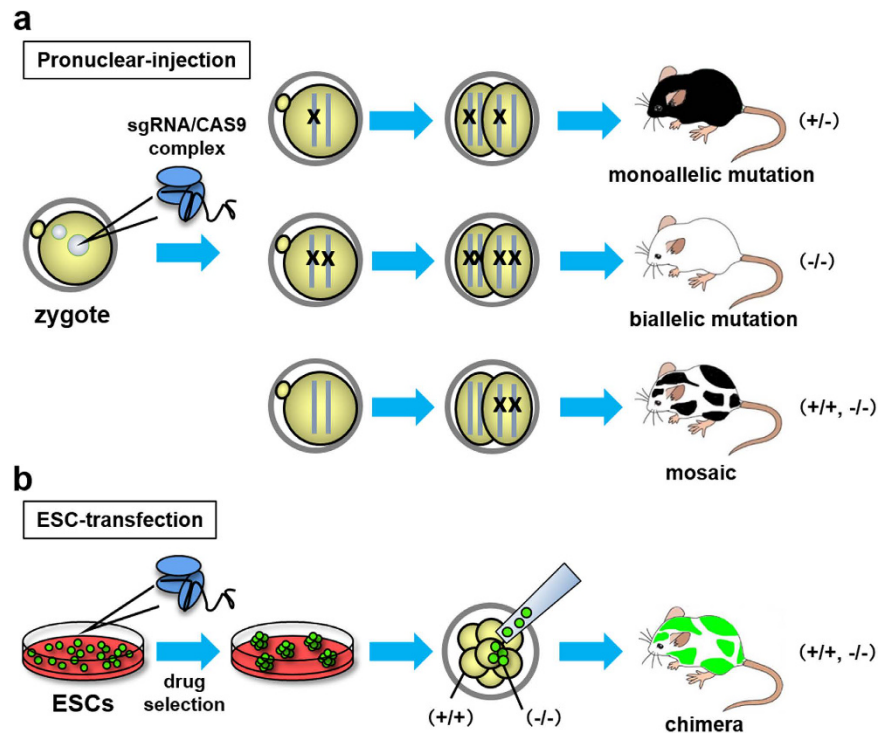 a
Pronuclear-injection
sgRNA/CAS9
complex
zygote
X
X X
(+/-)
monoallelic mutation
XX
XX XX
(-/-)
biallelic mutation
XX
(+/+, -/-)
mosaic
b
ESC-transfection
ESCs
drug
selection
(+/+)
(-/-)
(+/+, -/-)
chimera